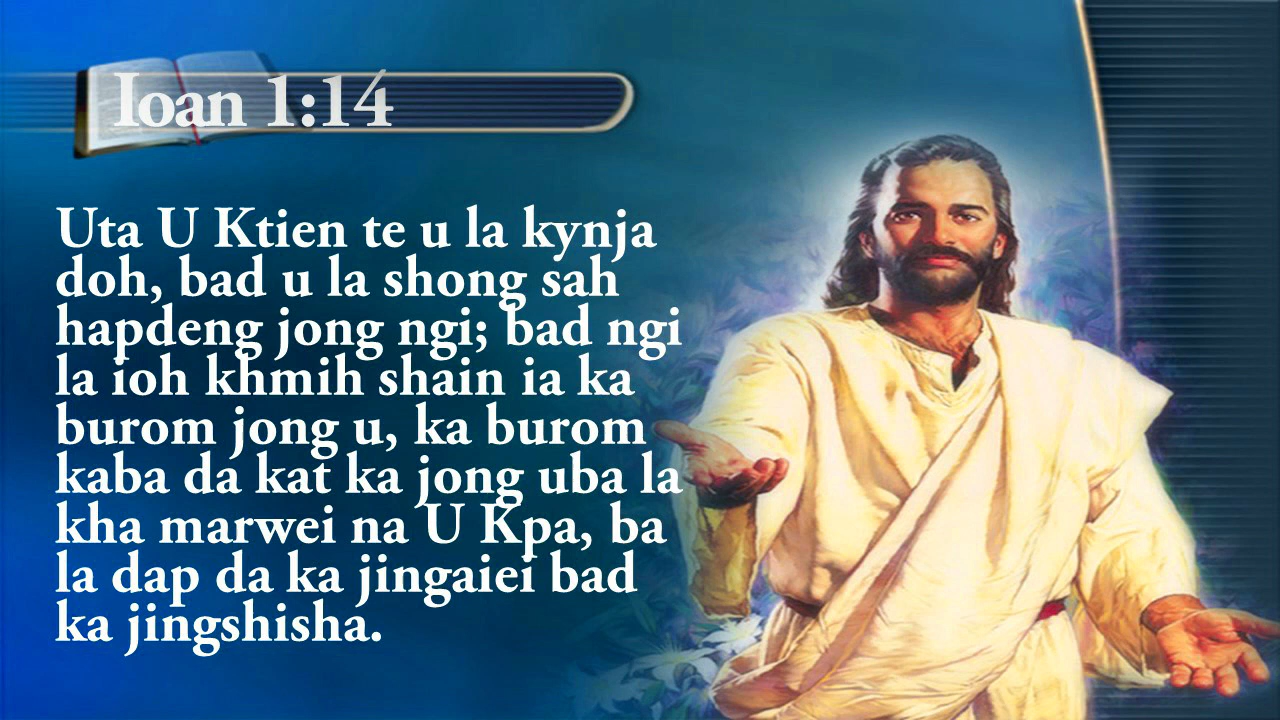 Ioan 1:14
Uta U Ktien te u la kynja
doh, bad u la shong sah
hapdeng jong ngi; bad ngi
la ioh khmih shain ia ka
burom jong u, ka burom
kaba da kat ka jong uba la
kha marwei na U Kpa, ba
la dap da ka jingaiei bad
ka jingshisha.